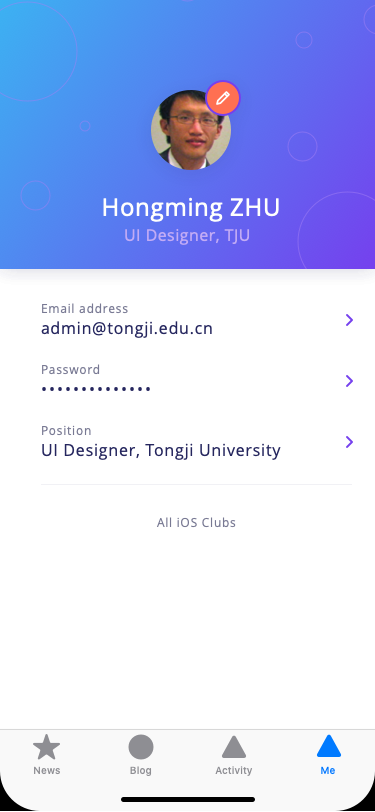 Hongming ZHU
UI Designer, TJU
Email address
admin@tongji.edu.cn
Password
••••••••••••••
Position
UI Designer, Tongji University
All iOS Clubs
News
Blog
Activity
Me